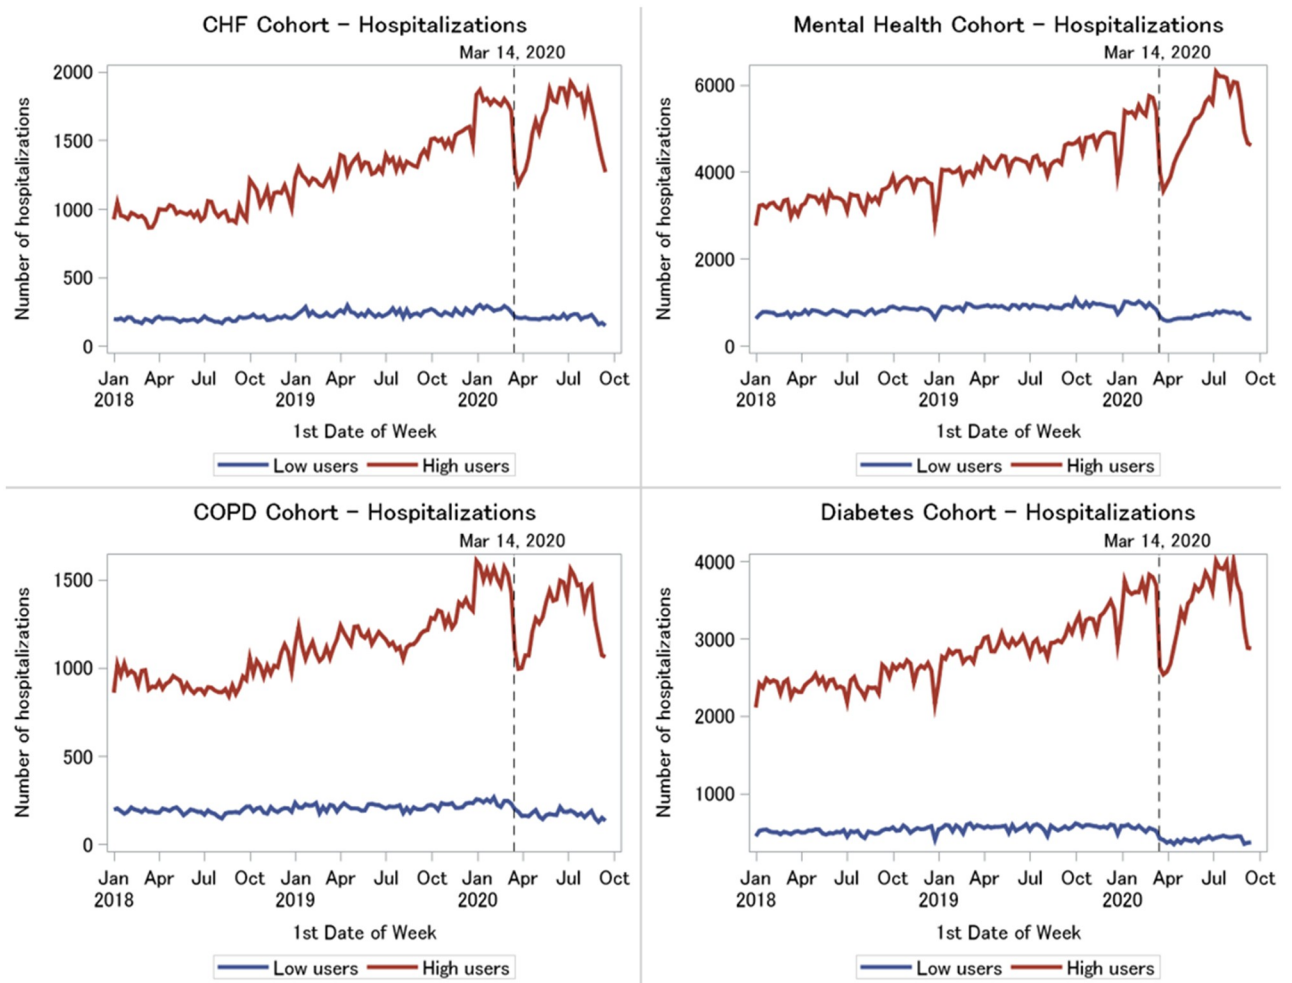 CHF Cohort – Hospitalizations
Mar 14, 2020
Number of hospitalizations
2000
1500
1000
500
0
Jan Apr Jul Oct Jan Apr Jul Oct Jan Apr Jul Oct
2018 2019 2020
1st Date of Week
Low users High users
Mental Health Cohort – Hospitalizations
Mar 14, 2020
Number of hospitalizations
6000
4000
2000
0
Jan Apr Jul Oct Jan Apr Jul Oct Jan Apr Jul Oct
2018 2019 2020
1st Date of Week
Low users High users
COPD Cohort – Hospitalizations
Mar 14, 2020
Number of hospitalizations
1500
1000
500
0
Jan Apr Jul Oct Jan Apr Jul Oct Jan Apr Jul Oct
2018 2019 2020
1st Date of Week
Low users High users
Diabetes Cohort – Hospitalizations
Mar 14, 2020
Number of hospitalizations
4000
3000
2000
1000
Jan Apr Jul Oct Jan Apr Jul Oct Jan Apr Jul Oct
2018 2019 2020
1st Date of Week
Low users High users